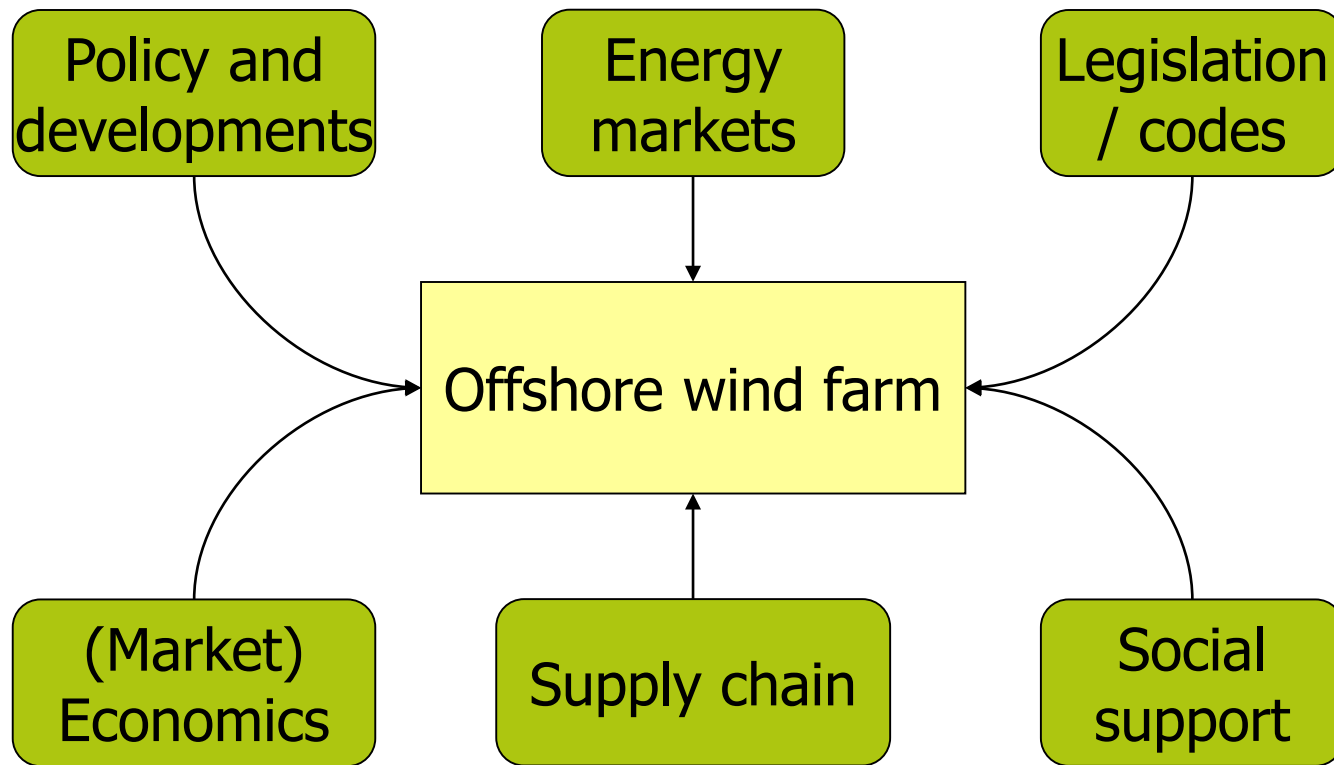 Policy and
developments
Energy
markets
Legislation
/ codes
Offshore wind farm
(Market)
Economics
Supply chain
Social
support